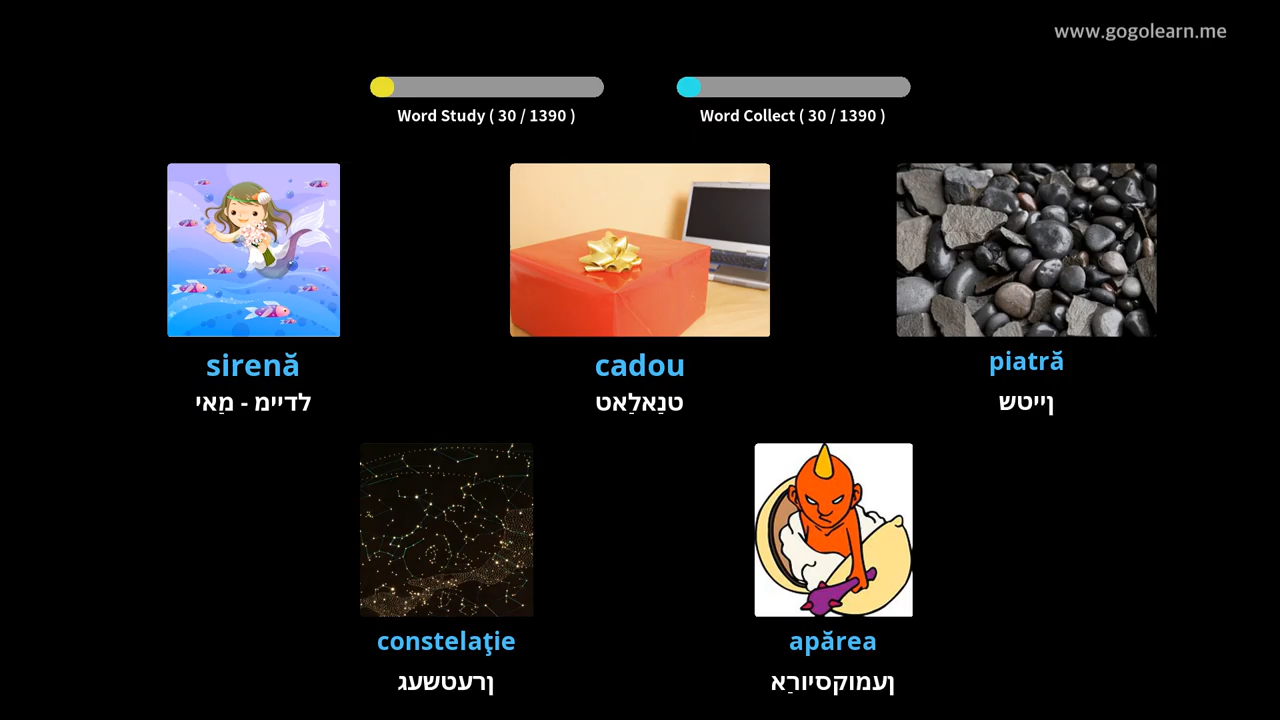 www.gogolearn.me
Word Study ( 30 / 1390 )
Word Collect ( 30 / 1390 )
sirenă
לדיימ - מַאי
cadou
טנַאלַאט
piatră
ןייטש
constelaţie
ןרעטשעג
apărea
ןעמוקסיורַא